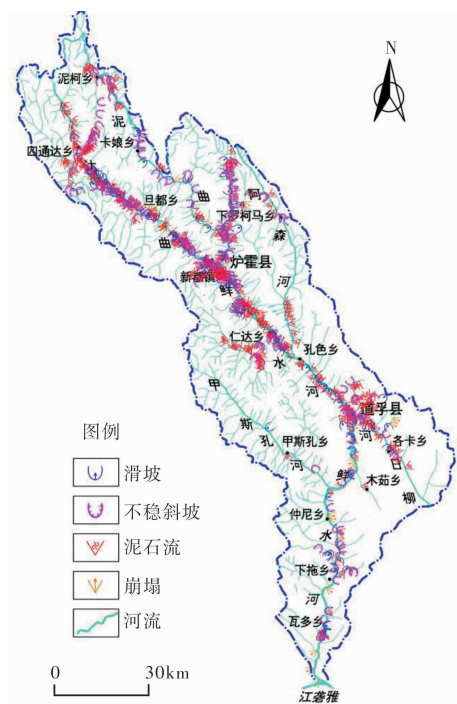 N
泥柯乡
泥
卡娘乡
四通达乡
旦都乡
曲
阿
下罗柯马乡
森
曲
炉霍县
河
新都镇
鲜
仁达乡
水
孔色乡
甲
河
道孚县
斯
孔
甲斯孔乡
河
各卡乡
河
日
鲜
木茹乡
柳
仲尼乡
水
下拖乡
河
瓦多乡
江砻雅
图例
滑坡
不稳斜坡
泥石流
崩塌
河流
0 30km